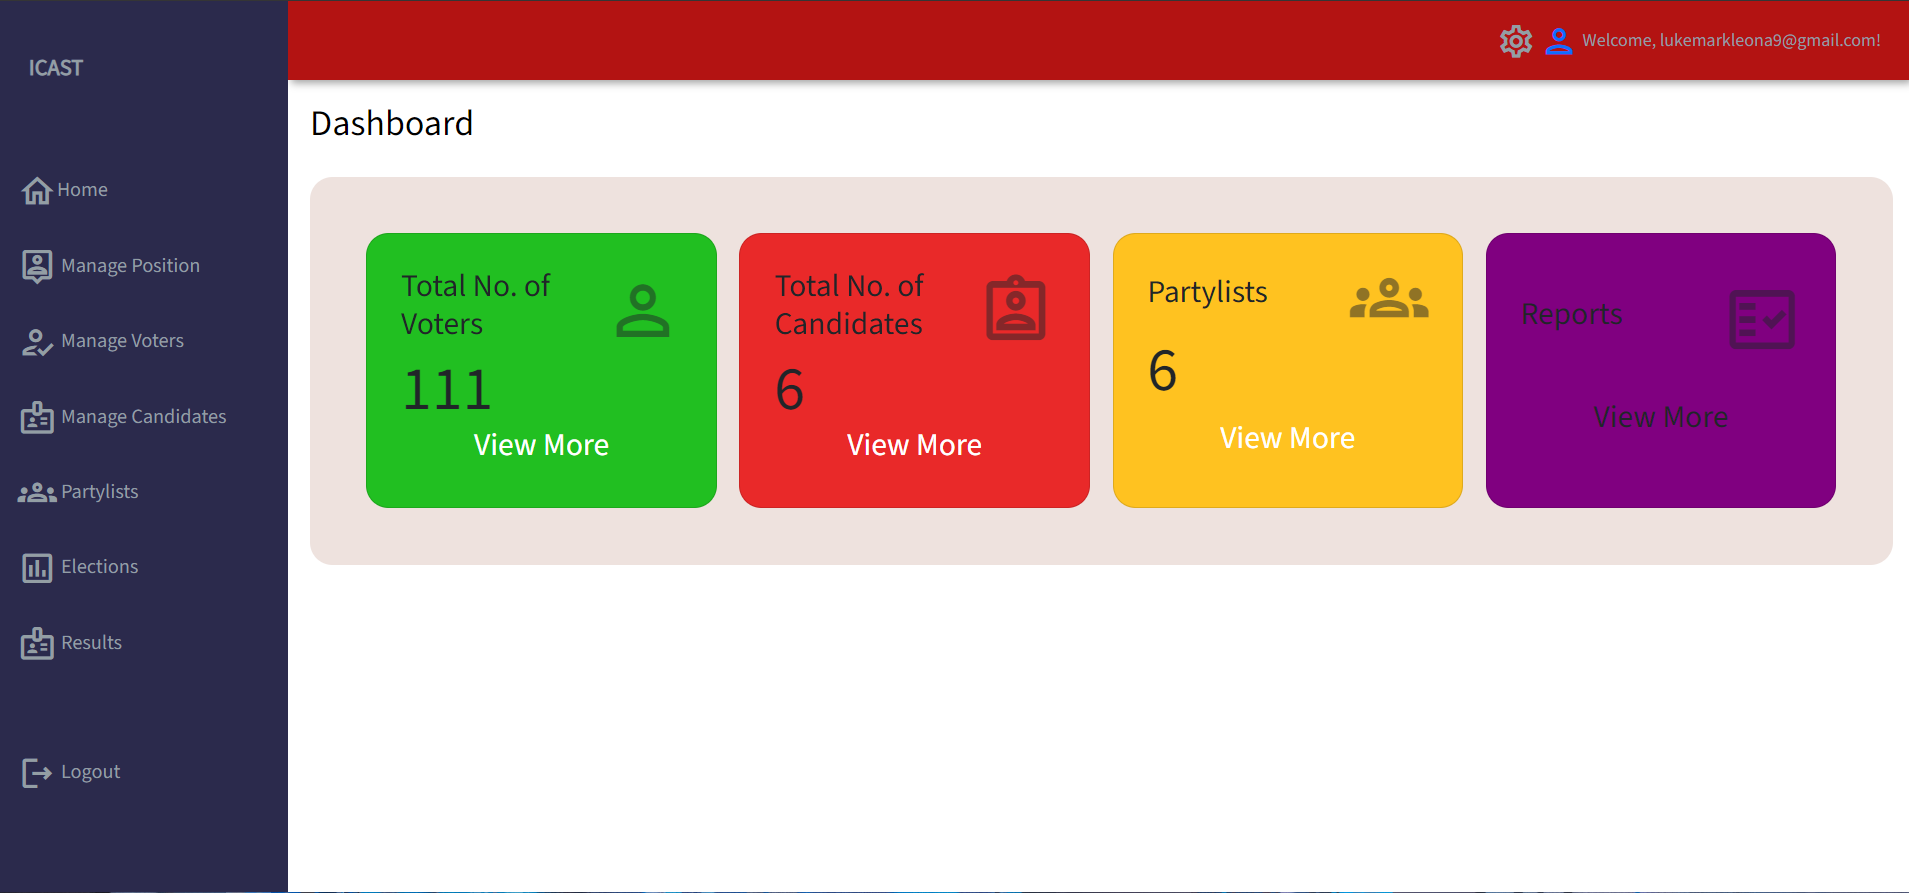 ICAST
Home
Manage Position
Manage Voters
Manage Candidates
Partylists
Elections
Results
Logout
Welcome, lukemarkleona9@gmail.com!
Dashboard
Total No. of
Voters
111
View More
Total No. of
Candidates
6
View More
Partylists
6
View More
Reports
View More